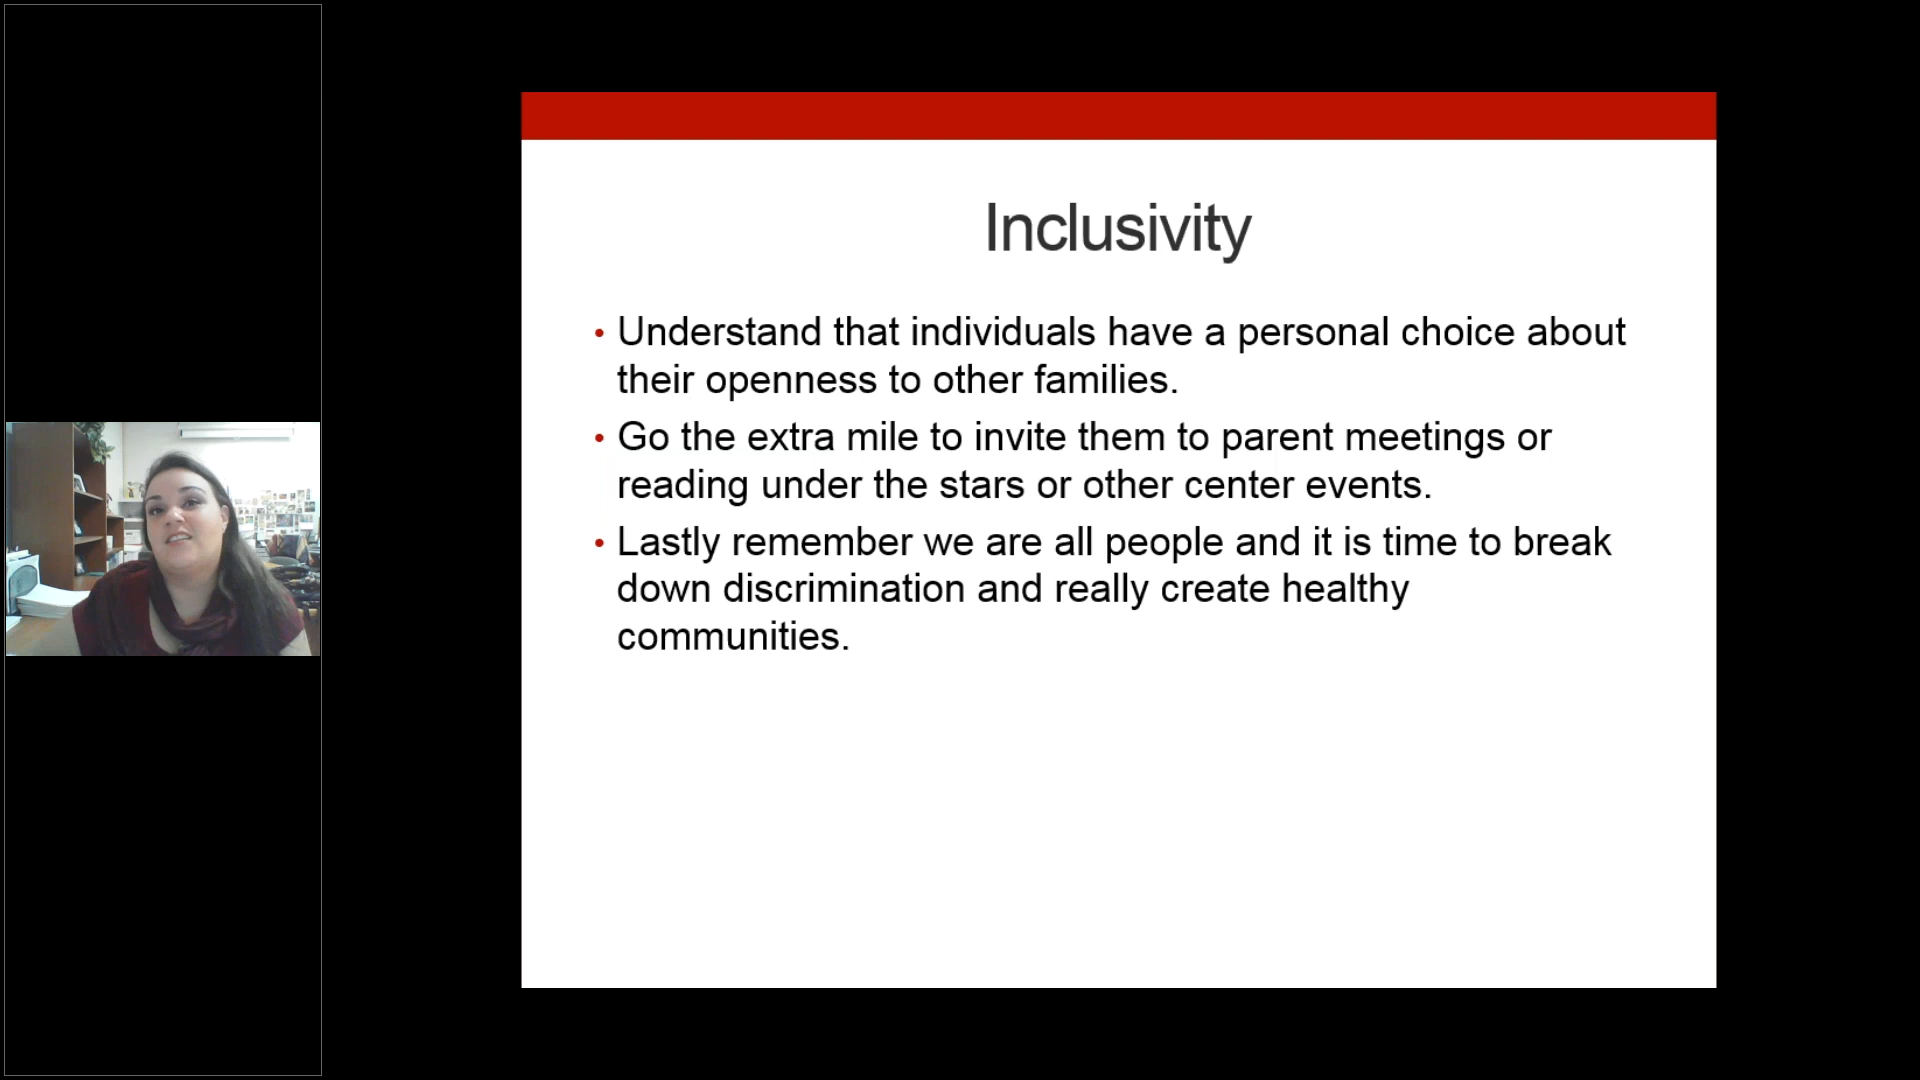 Inclusivity
• Understand that individuals have a personal choice about
their openness to other families.
• Go the extra mile to invite them to parent meetings or
reading under the stars or other center events.
• Lastly remember we are all people and it is time to break
down discrimination and really create healthy
communities.